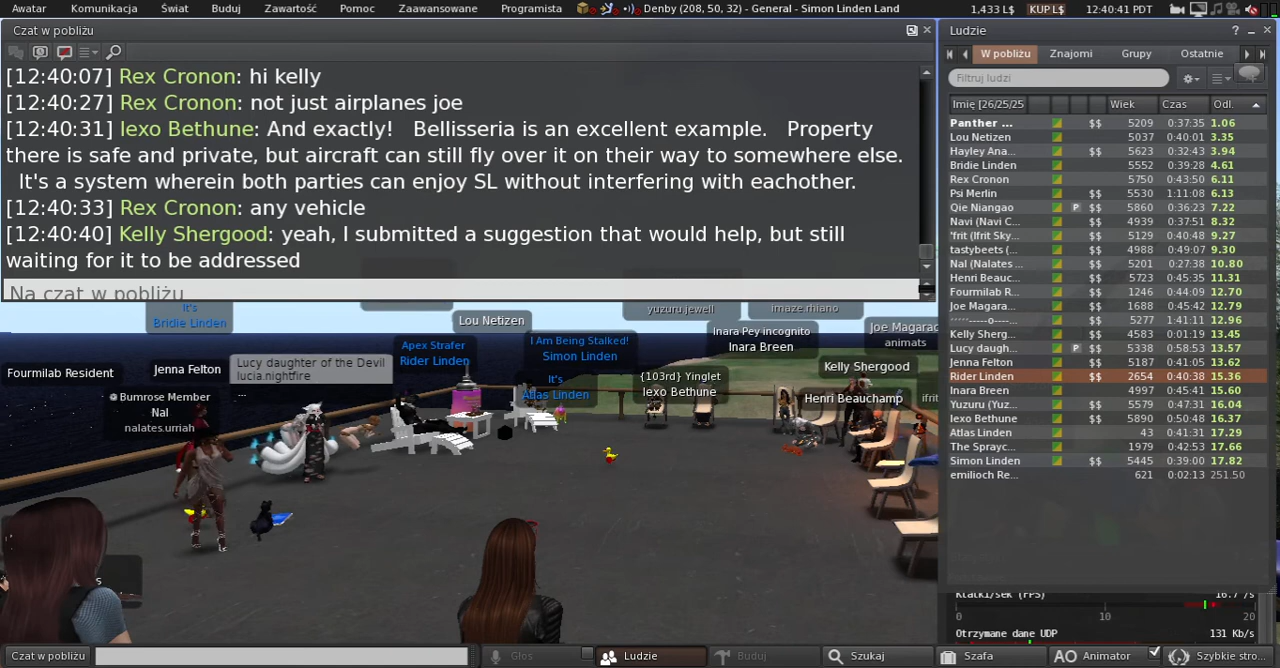 Awatar Komunikacja Świat Buduj Zawartość Pomoc Zaawansowane Programista Denby (208, 50, 32) - General - Simon Linden Land 1,433 L$ KUP L$ 12:40:41 PDT
Czat w pobliżu
[12:40:07] Rex Cronon: hi kelly
[12:40:27] Rex Cronon: not just airplanes joe
[12:40:31] Iexo Bethune: And exactly! Bellisseria is an excellent example. Property
there is safe and private, but aircraft can still fly over it on their way to somewhere else.
It's a system wherein both parties can enjoy SL without interfering with eachother.
[12:40:33] Rex Cronon: any vehicle
[12:40:40] Kelly Shergood: yeah, I submitted a suggestion that would help, but still
waiting for it to be addressed
Na czat w pobliżu
Ludzie
W pobliżu Znajomi Grupy Ostatnie
Filtruj ludzi
Imię [26/25/25 Wiek Czas Odl.
Panther ... $$ 5209 0:37:35 1.06
Lou Netizen 5037 0:40:01 3.35
Hayley Ana... $$ 5623 0:32:43 3.94
Bridie Linden 5552 0:39:28 4.61
Rex Cronon 5750 0:43:50 6.11
Psi Merlin $$ 5530 1:11:08 6.13
Qie Niangao P $$ 5860 0:36:23 7.22
Navi (Navi C... $$ 4939 0:37:51 8.32
'frit (Ifrit Sky... $$ 5129 0:40:48 9.27
tastybeets (... $$ 4988 0:49:07 9.30
Nal (Nalates ... $$ 5201 0:27:38 10.80
Henri Beauc... $$ 5723 0:45:35 11.31
Fourmilab R... $$ 1246 0:44:09 12.70
Joe Magara... $$ 1688 0:45:42 12.79
$$ 5277 1:41:11 12.96
Kelly Sherg... $$ 4583 0:01:19 13.45
Lucy daugh... P $$ 5338 0:58:53 13.57
Jenna Felton $$ 5187 0:41:05 13.62
Rider Linden $$ 2654 0:40:38 15.36
Inara Breen 4997 0:45:41 15.60
Yuzuru (Yuz... $$ 5579 0:47:31 16.04
Iexo Bethune $$ 5890 0:50:48 16.37
Atlas Linden 43 0:41:31 17.29
The Sprayc... 1979 0:42:53 17.66
Simon Linden $$ 5445 0:39:00 17.82
emilioch Re... 621 0:02:13 251.50
It's
Bridie Linden
Lou Netizen
yuzuru.jewell
imaze.rhiano
Apex Strafer
Rider Linden
I Am Being Stalked!
Simon Linden
Inara Pey incognito
Inara Breen
Joe Magarac
animats
Fourmilab Resident
Jenna Felton
Lucy daughter of the Devil
lucia.nightfire
...
It's
Atlas Linden
{103rd} Yinglet
Iexo Bethune
Kelly Shergood
Henri Beauchamp
ifrit
Bumrose Member
Nal
nalates.urriah
Klatki/sek (FPS) 16.7 /s
0 10 20
Otrzymane dane UDP 131 Kb/s
Czat w pobliżu Głos Ludzie Buduj Szukaj Szafa AO Animator Szybkie stro...